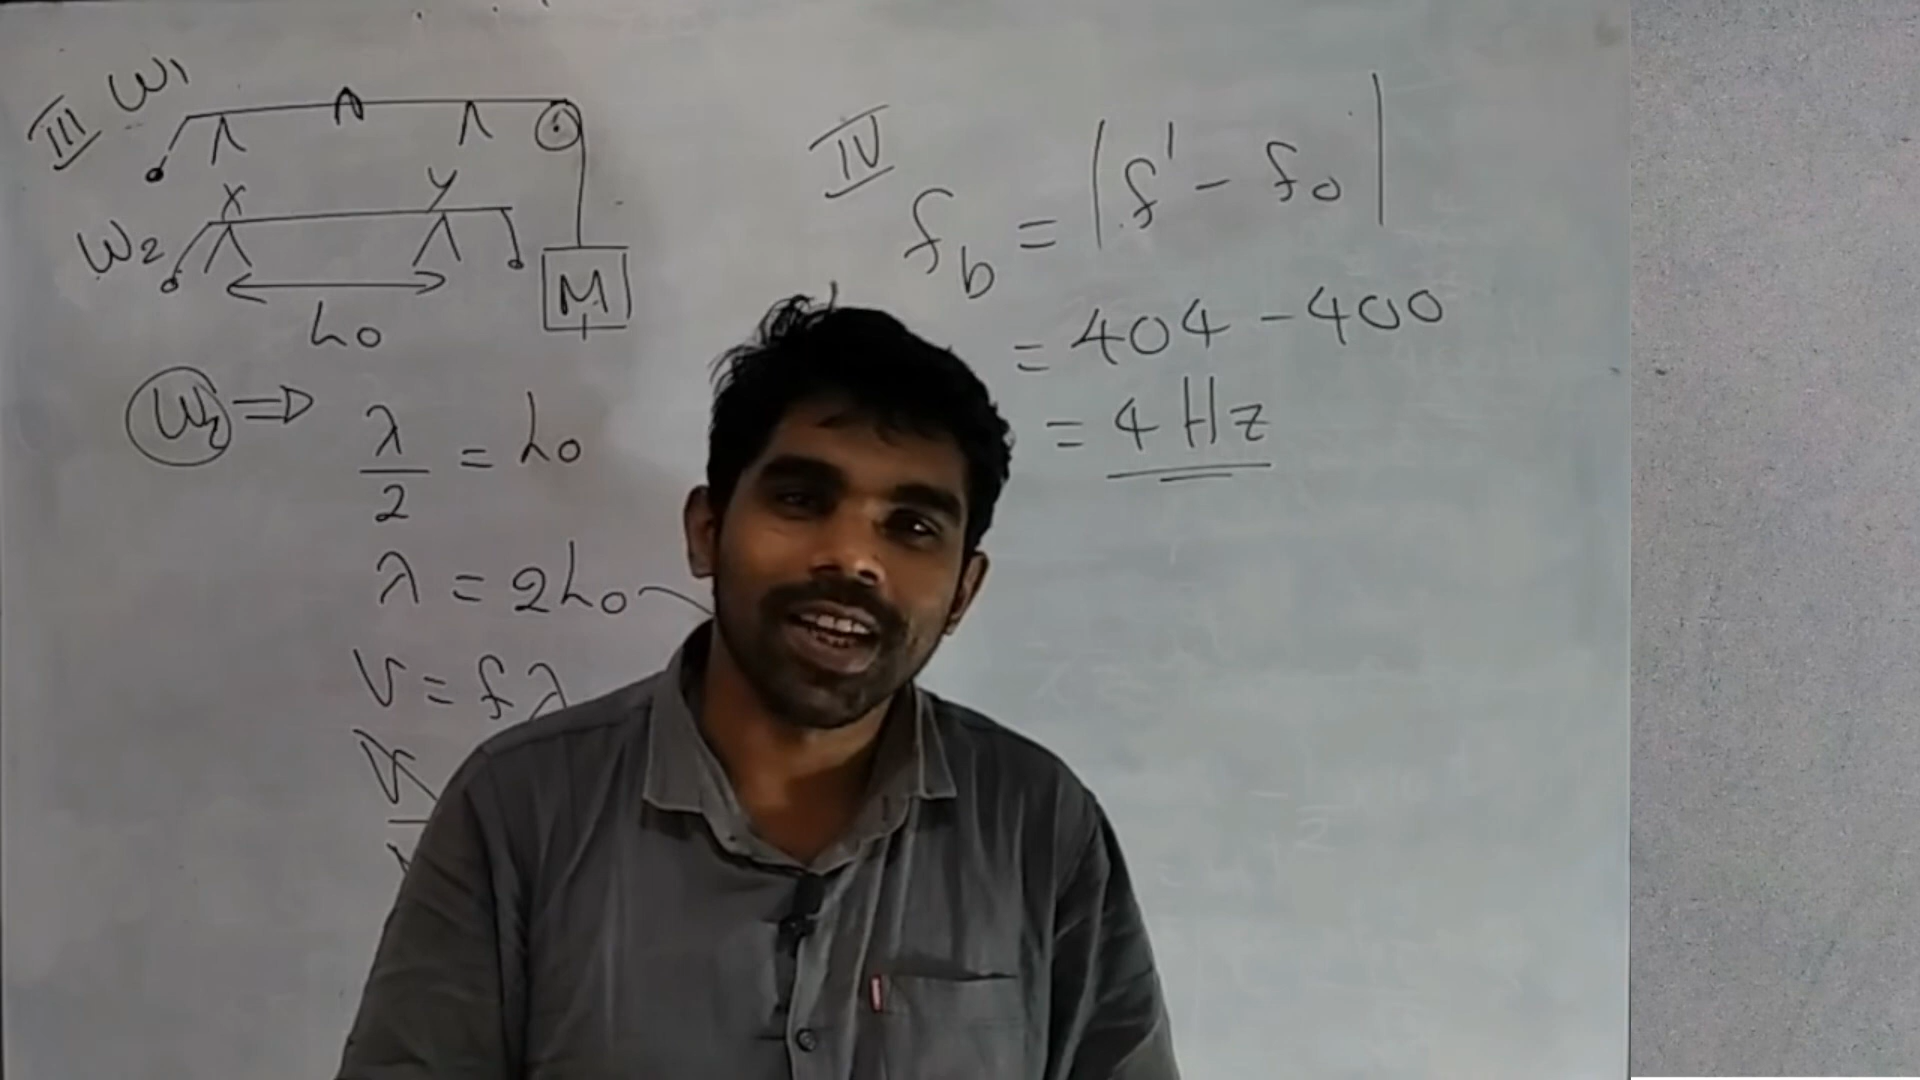 III W1
X Y
W2
M
L0
W2 ⇒ λ/2 = L0
λ = 2L0
V = fλ
IV
fb = |f' - f0|
= 404 - 400
= 4 Hz